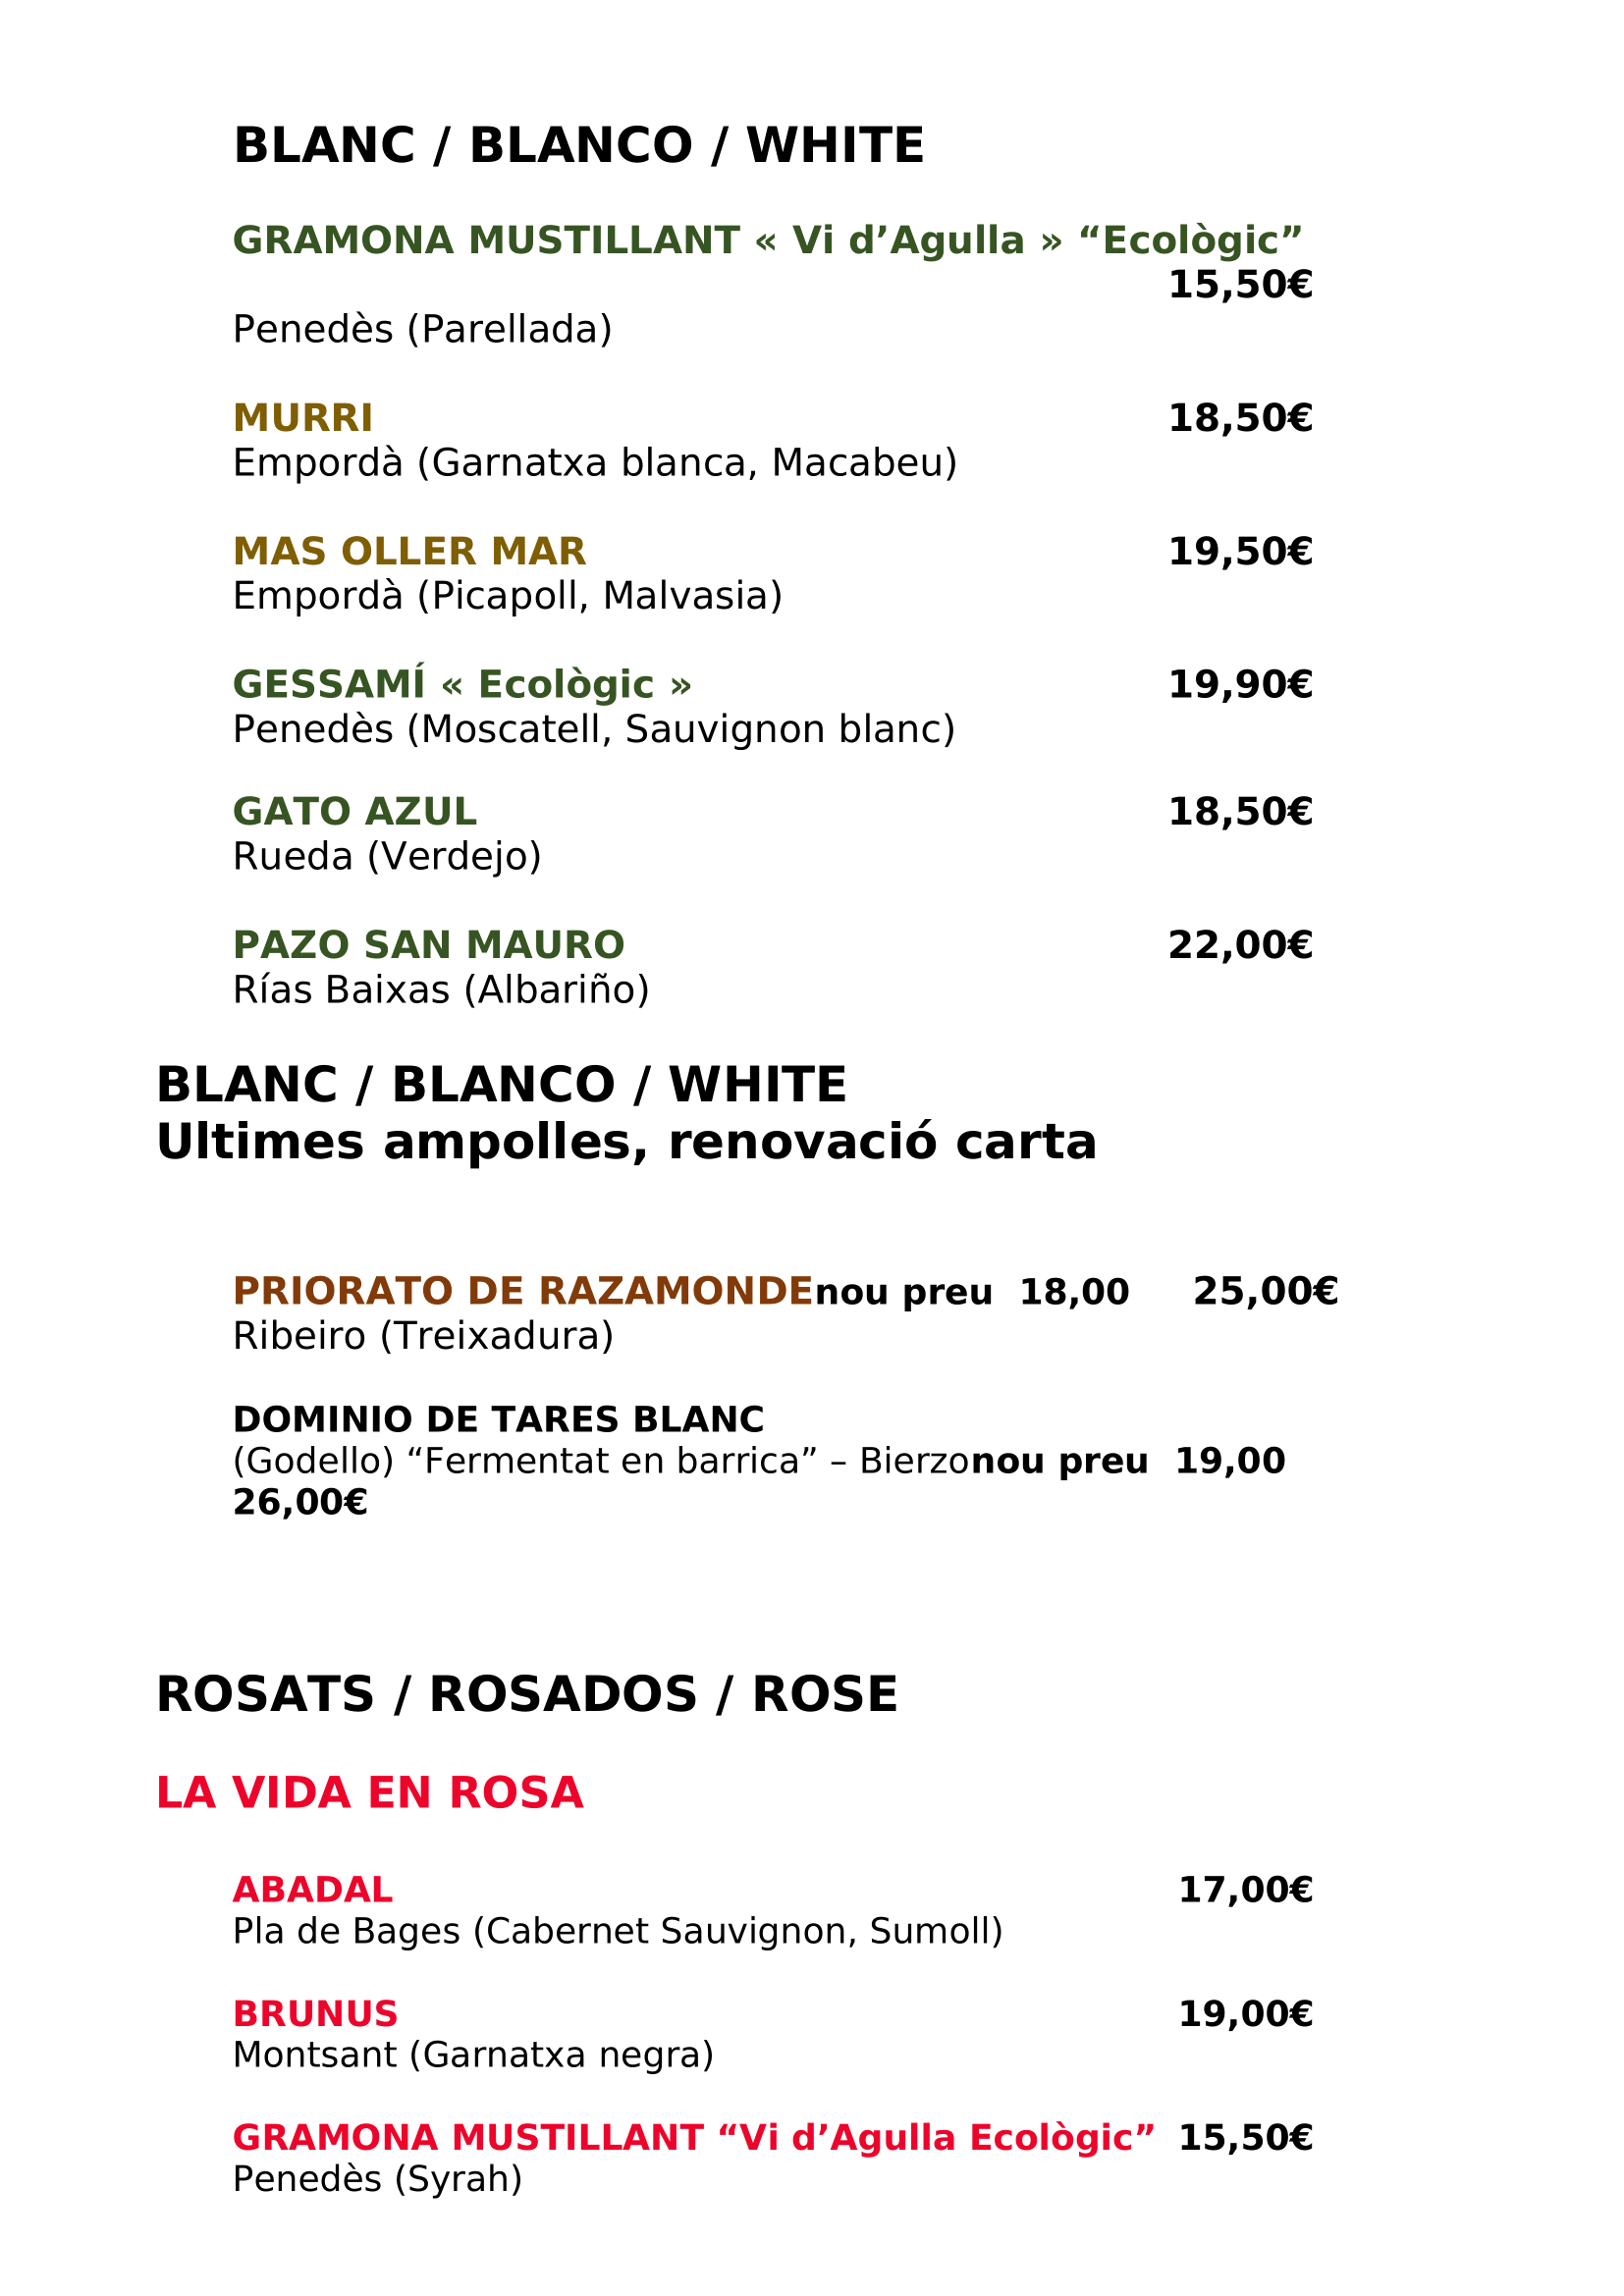 BLANC / BLANCO / WHITE
GRAMONA MUSTILLANT « Vi d’Agulla » “Ecològic”
15,50€
Penedès (Parellada)
MURRI 18,50€
Empordà (Garnatxa blanca, Macabeu)
MAS OLLER MAR 19,50€
Empordà (Picapoll, Malvasia)
GESSAMÍ « Ecològic » 19,90€
Penedès (Moscatell, Sauvignon blanc)
GATO AZUL 18,50€
Rueda (Verdejo)
PAZO SAN MAURO 22,00€
Rías Baixas (Albariño)
BLANC / BLANCO / WHITE
Ultimes ampolles, renovació carta
PRIORATO DE RAZAMONDEnou preu 18,00 25,00€
Ribeiro (Treixadura)
DOMINIO DE TARES BLANC
(Godello) “Fermentat en barrica” – Bierzonou preu 19,00
26,00€
ROSATS / ROSADOS / ROSE
LA VIDA EN ROSA
ABADAL 17,00€
Pla de Bages (Cabernet Sauvignon, Sumoll)
BRUNUS 19,00€
Montsant (Garnatxa negra)
GRAMONA MUSTILLANT “Vi d’Agulla Ecològic” 15,50€
Penedès (Syrah)